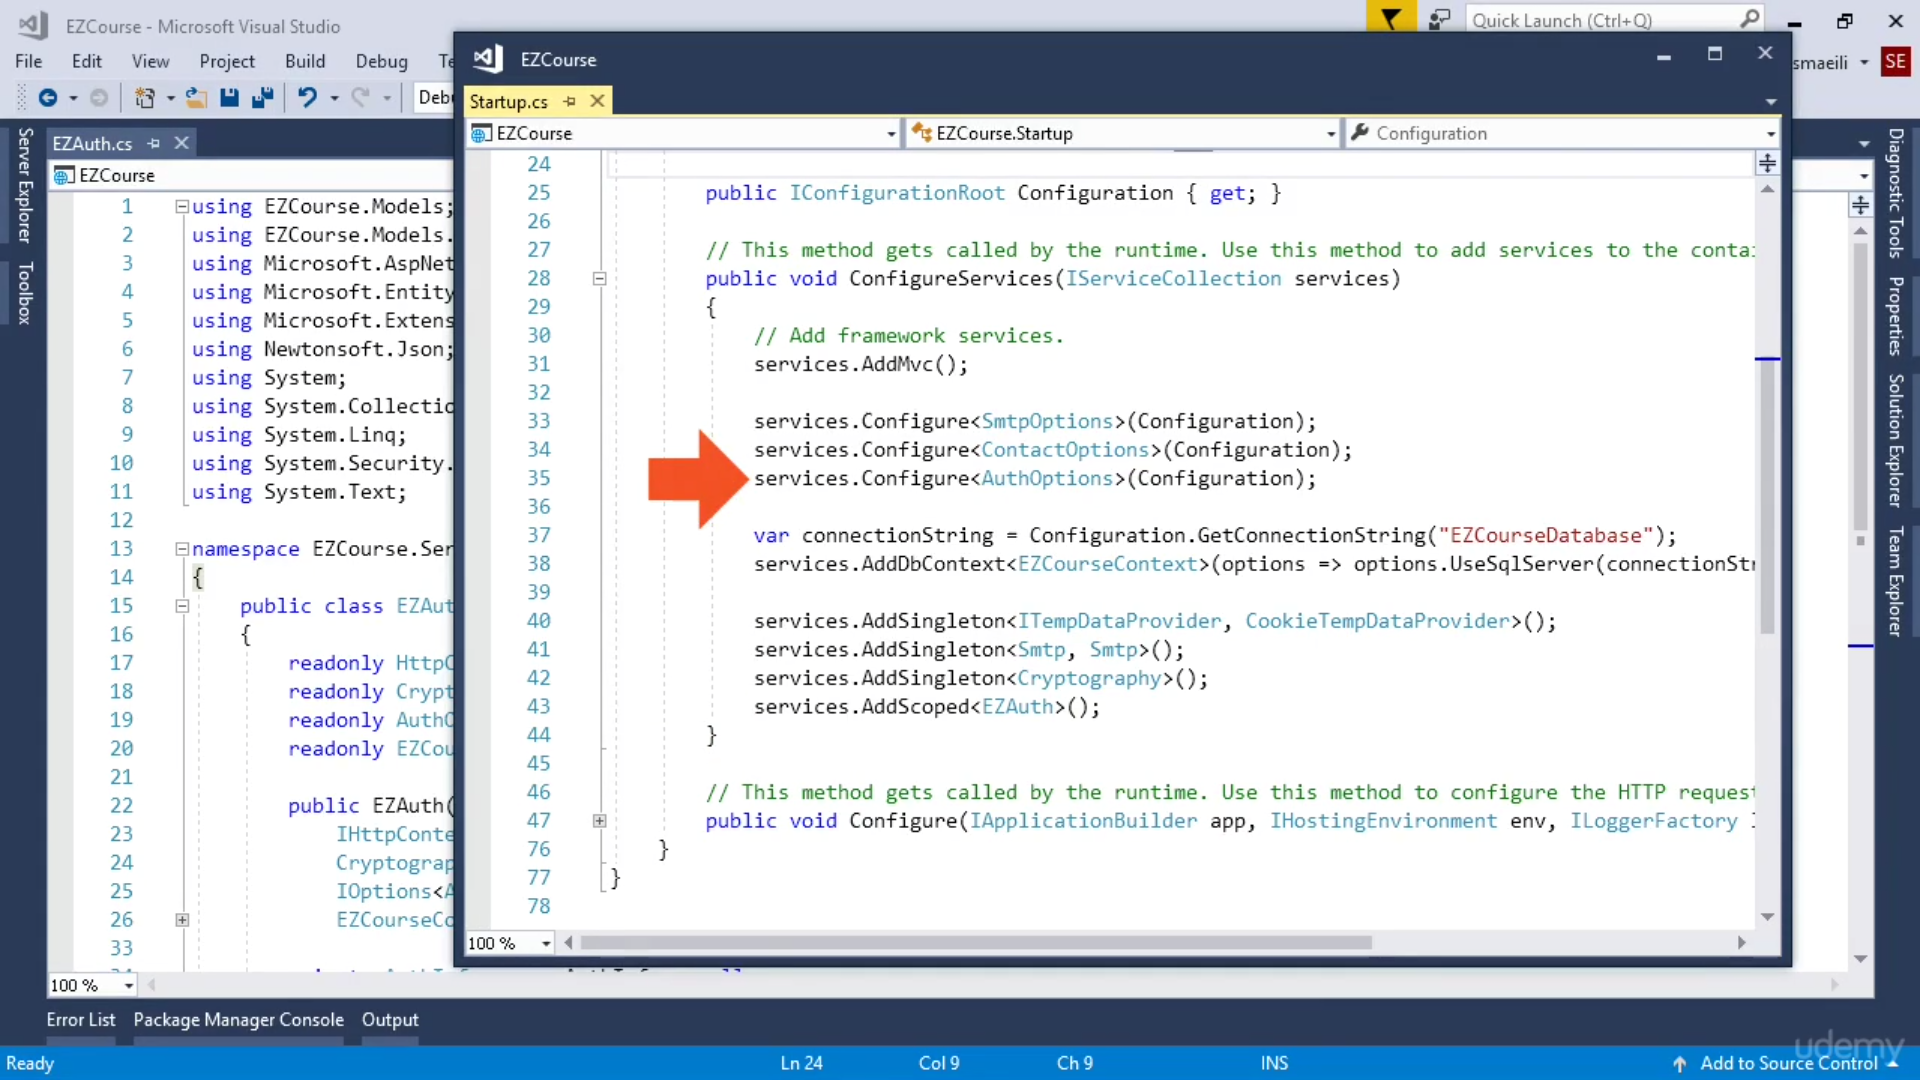 EZCourse - Microsoft Visual Studio
Quick Launch (Ctrl+Q)
File Edit View Project Build Debug
smaeili SE
EZCourse
Startup.cs
EZCourse EZCourse.Startup Configuration
24
25 public IConfigurationRoot Configuration { get; }
26
27 // This method gets called by the runtime. Use this method to add services to the
28 public void ConfigureServices(IServiceCollection services)
29 {
30 // Add framework services.
31 services.AddMvc();
32
33 services.Configure<SmtpOptions>(Configuration);
34 services.Configure<ContactOptions>(Configuration);
35 services.Configure<AuthOptions>(Configuration);
36
37 var connectionString = Configuration.GetConnectionString("EZCourseDatabase");
38 services.AddDbContext<EZCourseContext>(options => options.UseSqlServer(
39
40 services.AddSingleton<ITempDataProvider, CookieTempDataProvider>();
41 services.AddSingleton<Smtp, Smtp>();
42 services.AddSingleton<Cryptography>();
43 services.AddScoped<EZAuth>();
44 }
45
46 // This method gets called by the runtime. Use this method to configure the HTTP request
47 public void Configure(IApplicationBuilder app, IHostingEnvironment env, ILoggerFactory
76 }
77 }
78
100 %
EZAuth.cs
EZCourse
1 using EZCourse.Models;
2 using EZCourse.Models.
3 using Microsoft.AspNet
4 using Microsoft.Entity
5 using Microsoft.Extens
6 using Newtonsoft.Json;
7 using System;
8 using System.Collectio
9 using System.Linq;
10 using System.Security.
11 using System.Text;
12
13 namespace EZCourse.Ser
14 {
15 public class EZAut
16 {
17 readonly HttpC
18 readonly Crypt
19 readonly AuthO
20 readonly EZCou
21
22 public EZAuth(
23 IHttpConte
24 Cryptograp
25 IOptions<A
26 EZCourseCo
33
100 %
Server Explorer
Toolbox
Diagnostic Tools
Properties
Solution Explorer
Team Explorer
Error List Package Manager Console Output
Ready Ln 24 Col 9 Ch 9 INS Add to Source Control
udemy